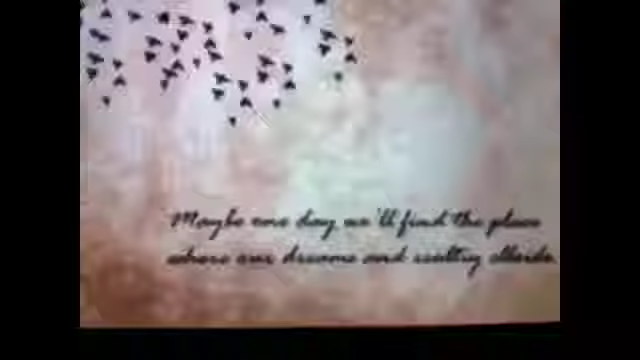 Maybe one day we'll find the place
where our dreams and reality collide.